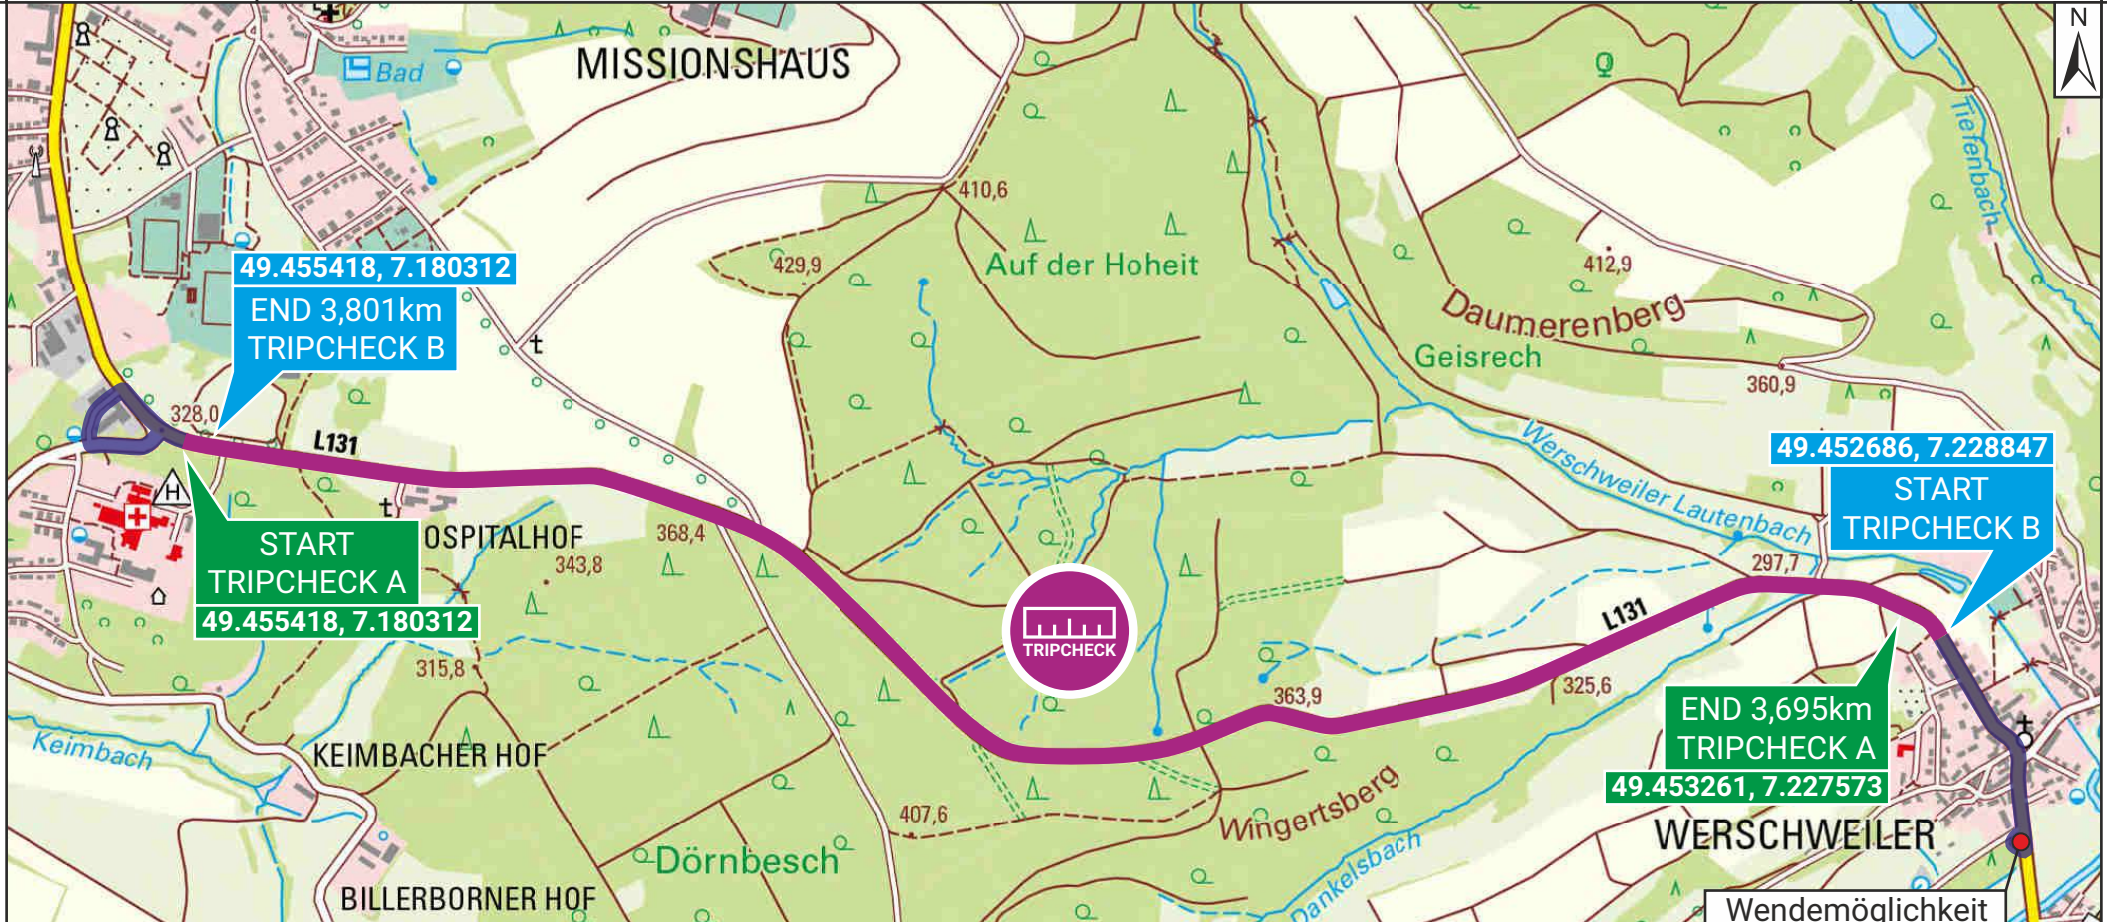 N
MISSIONSHAUS
Bad
410,6
Tiefenbach
49.455418, 7.180312
END 3,801km
TRIPCHECK B
429,9
Auf der Hoheit
412,9
Daumerenberg
Geisrech
360,9
328,0
L131
Werschweiler Lautenbach
49.452686, 7.228847
START
TRIPCHECK B
H
START
TRIPCHECK A
49.455418, 7.180312
OSPITALHOF
343,8
368,4
297,7
TRIPCHECK
L131
315,8
363,9
325,6
END 3,695km
TRIPCHECK A
49.453261, 7.227573
Keimbach
KEIMBACHER HOF
407,6
Wingertsberg
WERSCHWEILER
Dörnbesch
Dankelsbach
BILLERBORNER HOF
Wendemöglichkeit